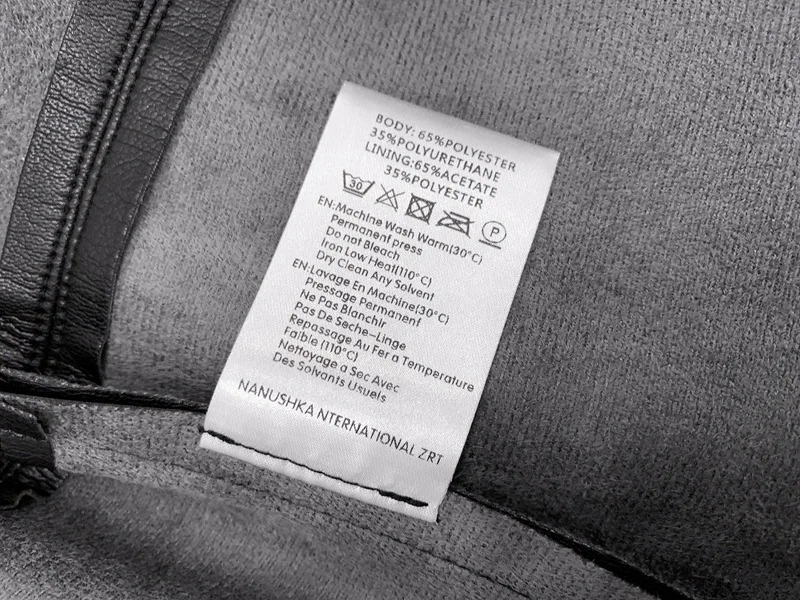 BODY: 65%POLYESTER
35%POLYURETHANE
LINING:65%ACETATE
35%POLYESTER
30
P
EN:Machine Wash Warm(30°C)
Permanent press
Do not Bleach
Iron Low Heat(110°C)
Dry Clean Any Solvent
EN:Lavage En Machine(30°C)
Pressage Permanenf
Ne Pas Blanchir
Pas De Seche-Linge
Repassage Au Fer a Temperature
Faible (110°C)
Nettoyage a Sec Avec
Des Solvants Usuels
NANUSHKA NTERNATIONAL ZRT